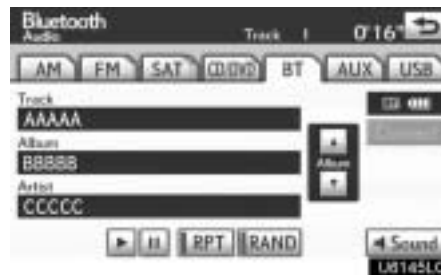 Bluetooth
Audio Track 1 0'16"
AM FM SAT CD/DVD BT AUX USB
Track
AAAAA
Album
BBBBB
Album
Artist
CCCCC
RPT RAND Sound
U6145LC